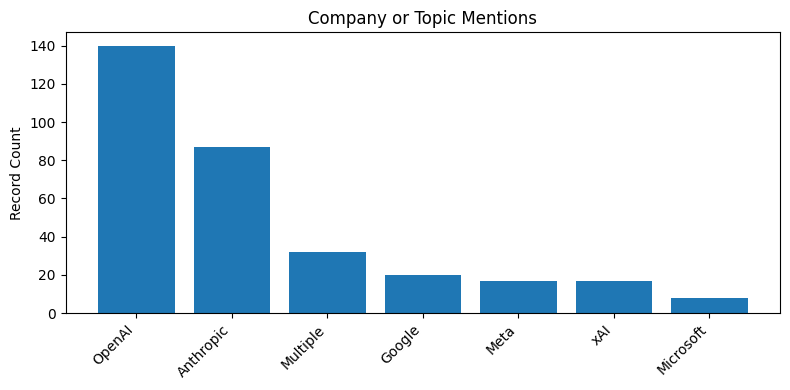 Company or Topic Mentions
Record Count
140
120
100
80
60
40
20
0
OpenAI
Anthropic
Multiple
Google
Meta
xAI
Microsoft